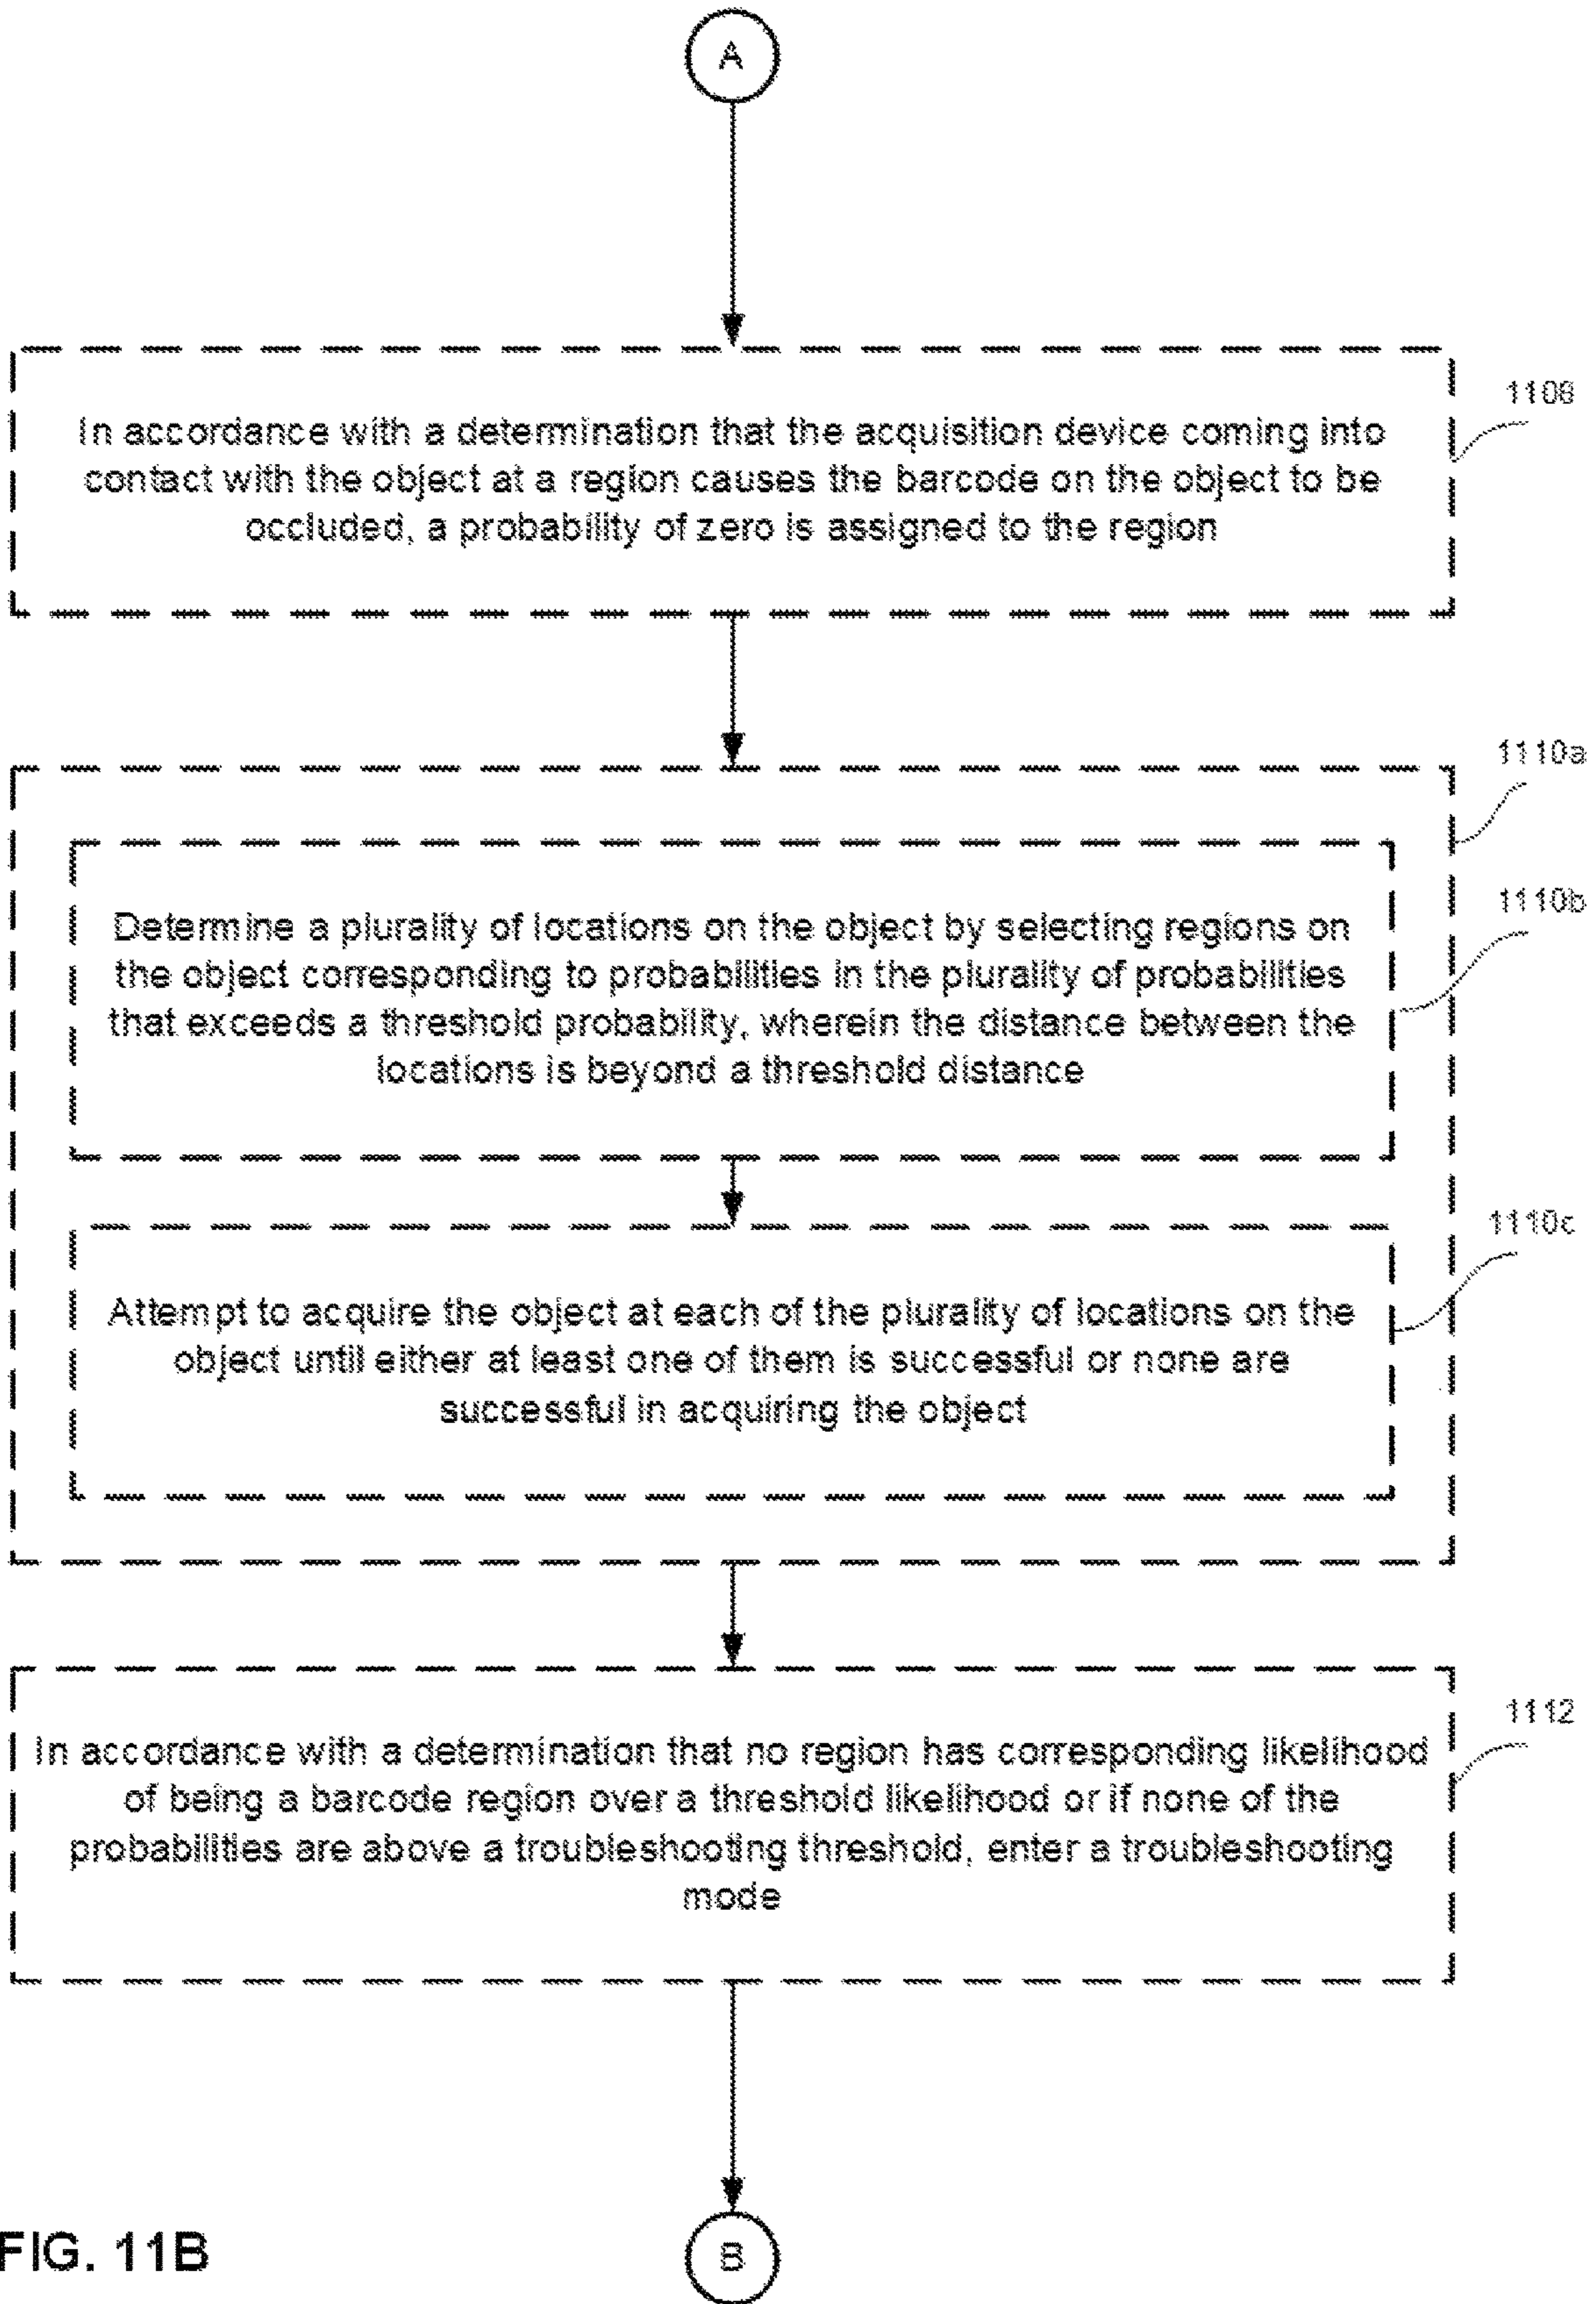 A
1108
In accordance with a determination that the acquisition device coming into
contact with the object at a region causes the barcode on the object to be
occluded, a probability of zero is assigned to the region
1110a
1110b
Determine a plurality of locations on the object by selecting regions on
the object corresponding to probabilities in the plurality of probabilities
that exceeds a threshold probability, wherein the distance between the
locations is beyond a threshold distance
1110c
Attempt to acquire the object at each of the plurality of locations on the
object until either at least one of them is successful or none are
successful in acquiring the object
1112
In accordance with a determination that no region has corresponding likelihood
of being a barcode region over a threshold likelihood or if none of the
probabilities are above a troubleshooting threshold, enter a troubleshooting
mode
FIG. 11B
B